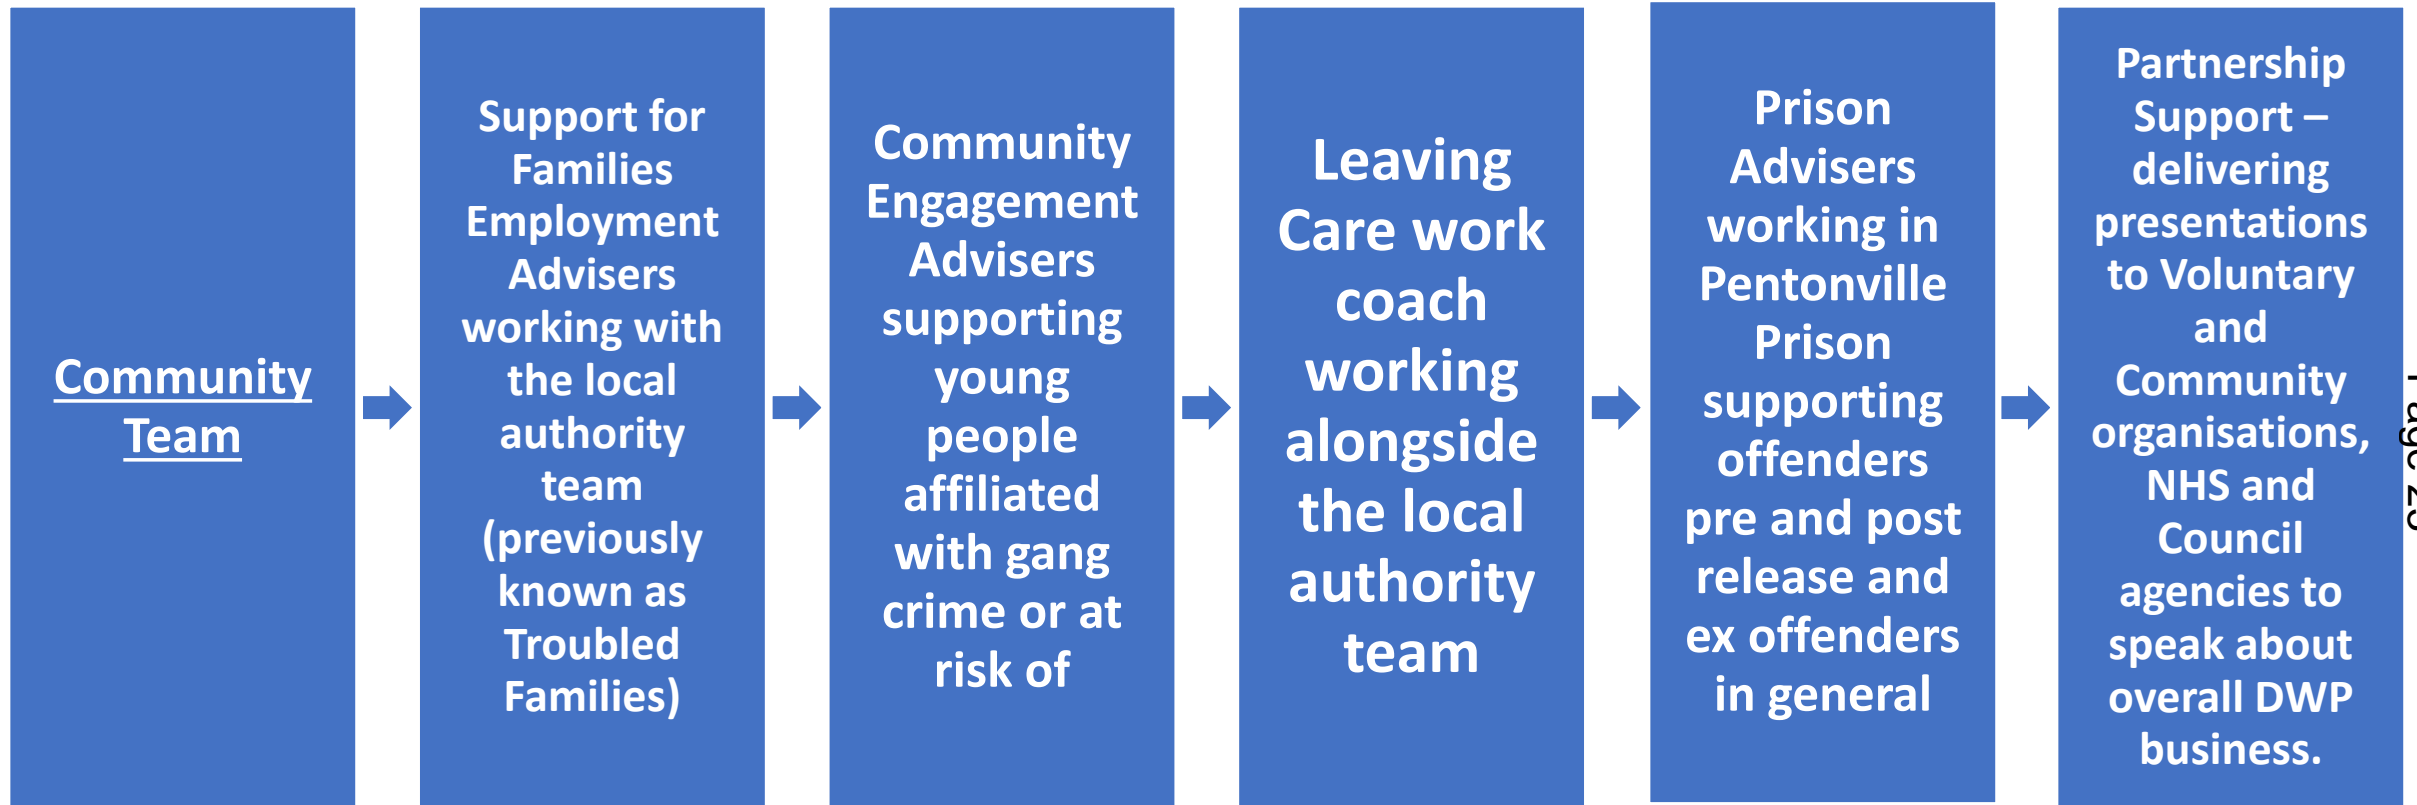 Community
Team
Support for
Families
Employment
Advisers
working with
the local
authority
team
(previously
known as
Troubled
Families)
Community
Engagement
Advisers
supporting
young
people
affiliated
with gang
crime or at
risk of
Leaving
Care work
coach
working
alongside
the local
authority
team
Prison
Advisers
working in
Pentonville
Prison
supporting
offenders
pre and post
release and
ex offenders
in general
Partnership
Support –
delivering
presentations
to Voluntary
and
Community
organisations,
NHS and
Council
agencies to
speak about
overall DWP
business.
Page